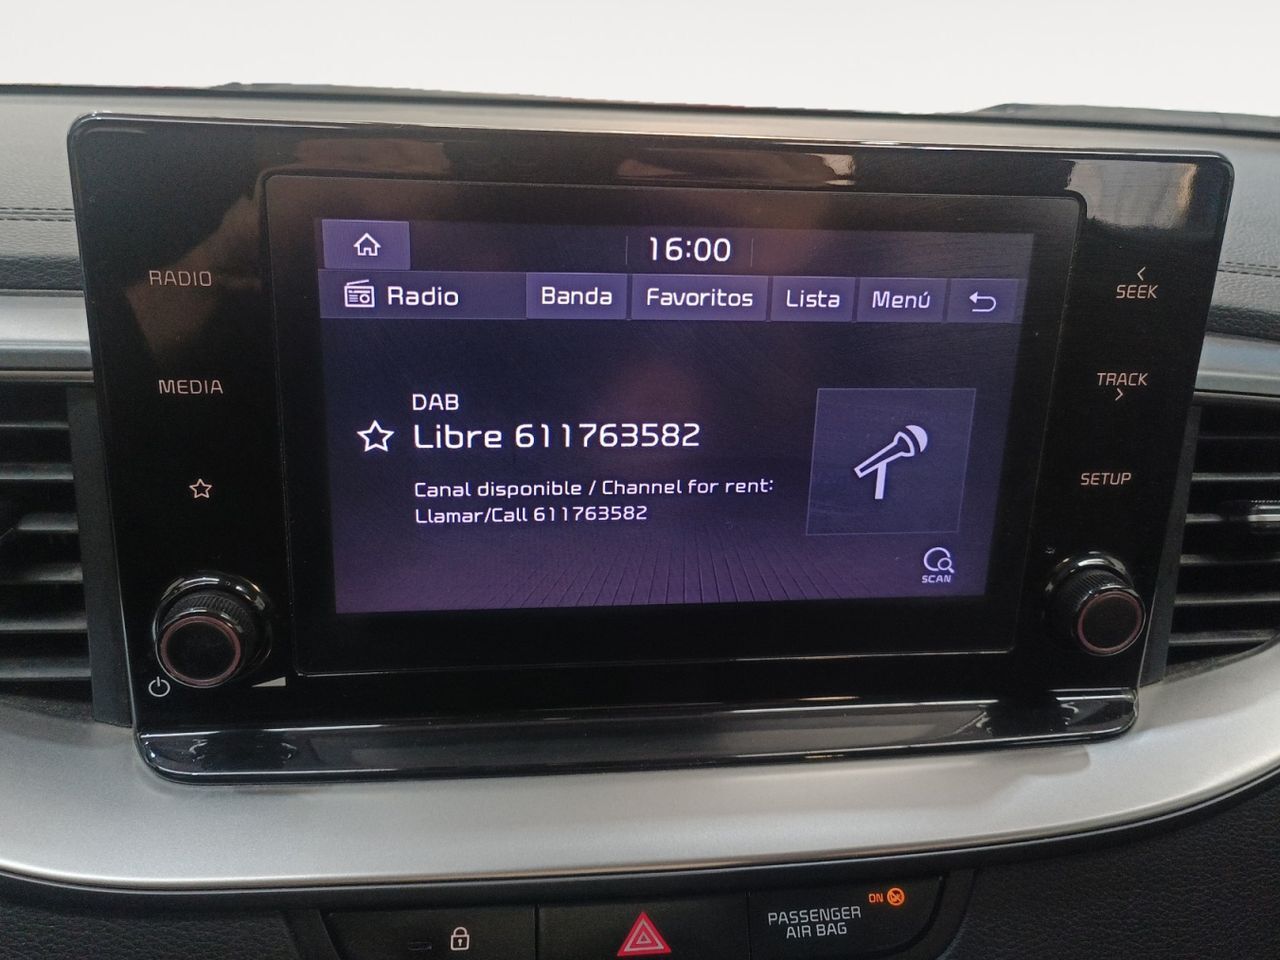 16:00
Radio Banda Favoritos Lista Menú
DAB
Libre 611763582
Canal disponible / Channel for rent:
Llamar/Call 611763582
SCAN
RADIO
MEDIA
SEEK
TRACK
SETUP
PASSENGER
AIR BAG
ON